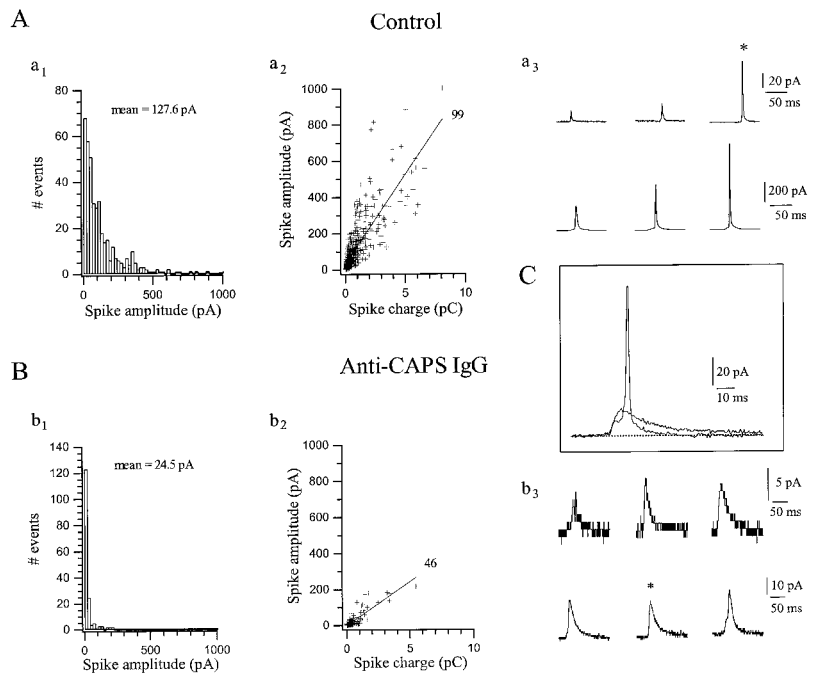 A
Control
a1
mean = 127.6 pA
80
60
40
20
0
# events
0
500
1000
Spike amplitude (pA)
a2
1000
800
600
400
200
0
Spike amplitude (pA)
99
0
5
10
Spike charge (pC)
a3
*
20 pA
50 ms
200 pA
50 ms
C
20 pA
10 ms
B
Anti-CAPS IgG
b1
mean = 24.5 pA
140
120
100
80
60
40
20
0
# events
0
500
1000
Spike amplitude (pA)
b2
1000
800
600
400
200
0
Spike amplitude (pA)
46
0
5
10
Spike charge (pC)
b3
5 pA
50 ms
*
10 pA
50 ms